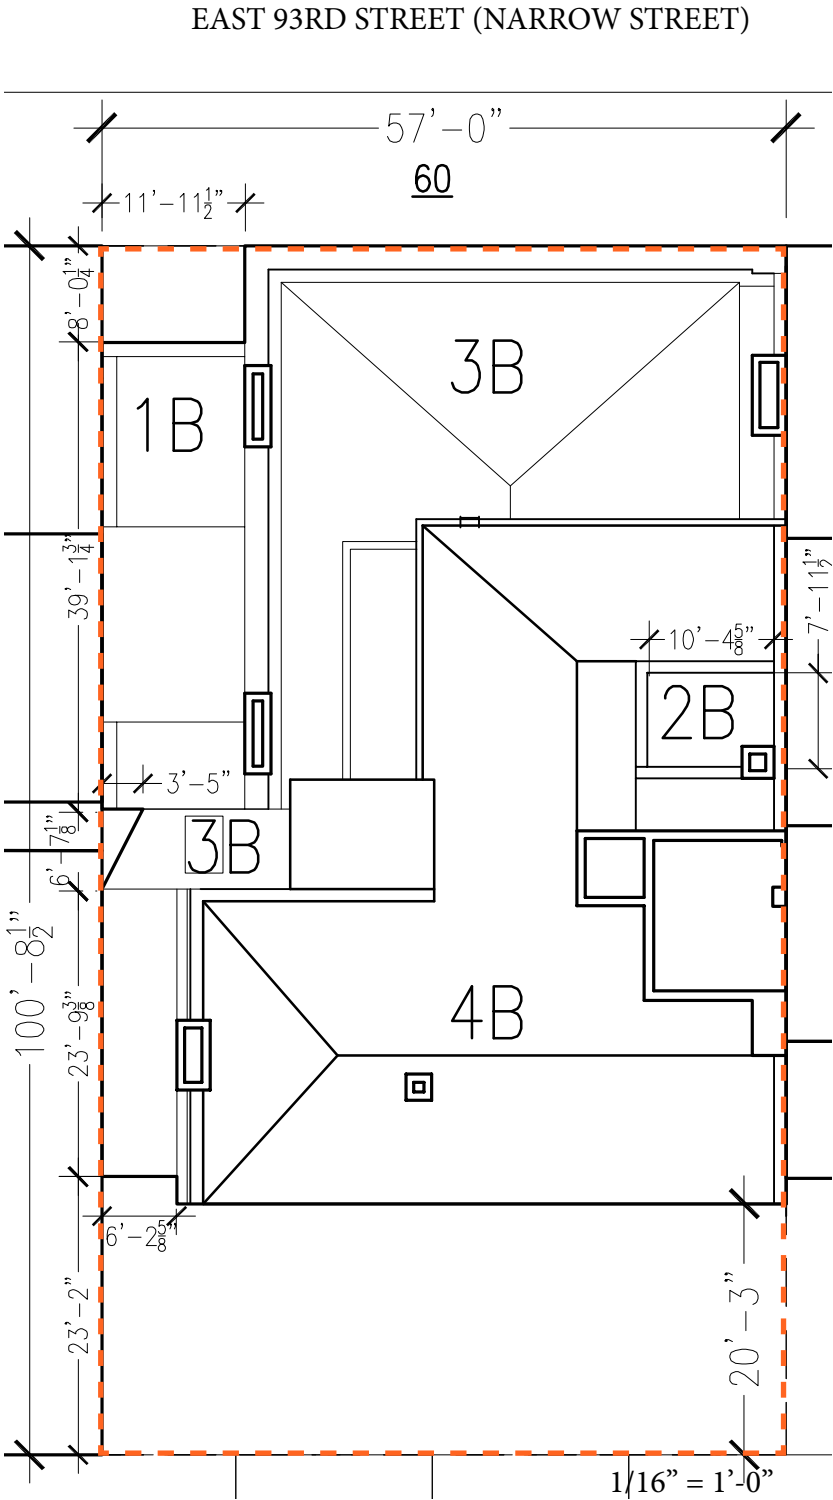 EAST 93RD STREET (NARROW STREET)
57'-0"
60
11'-11½"
8'-0¼"
3B
1B
39'-1¾"
7'-11½"
10'-4⅝"
2B
3'-5"
3B
6'-7⅛"
100'-8½"
23'-9⅜"
4B
6'-2⅝"
23'-2"
20'-3"
1/16” = 1’-0”